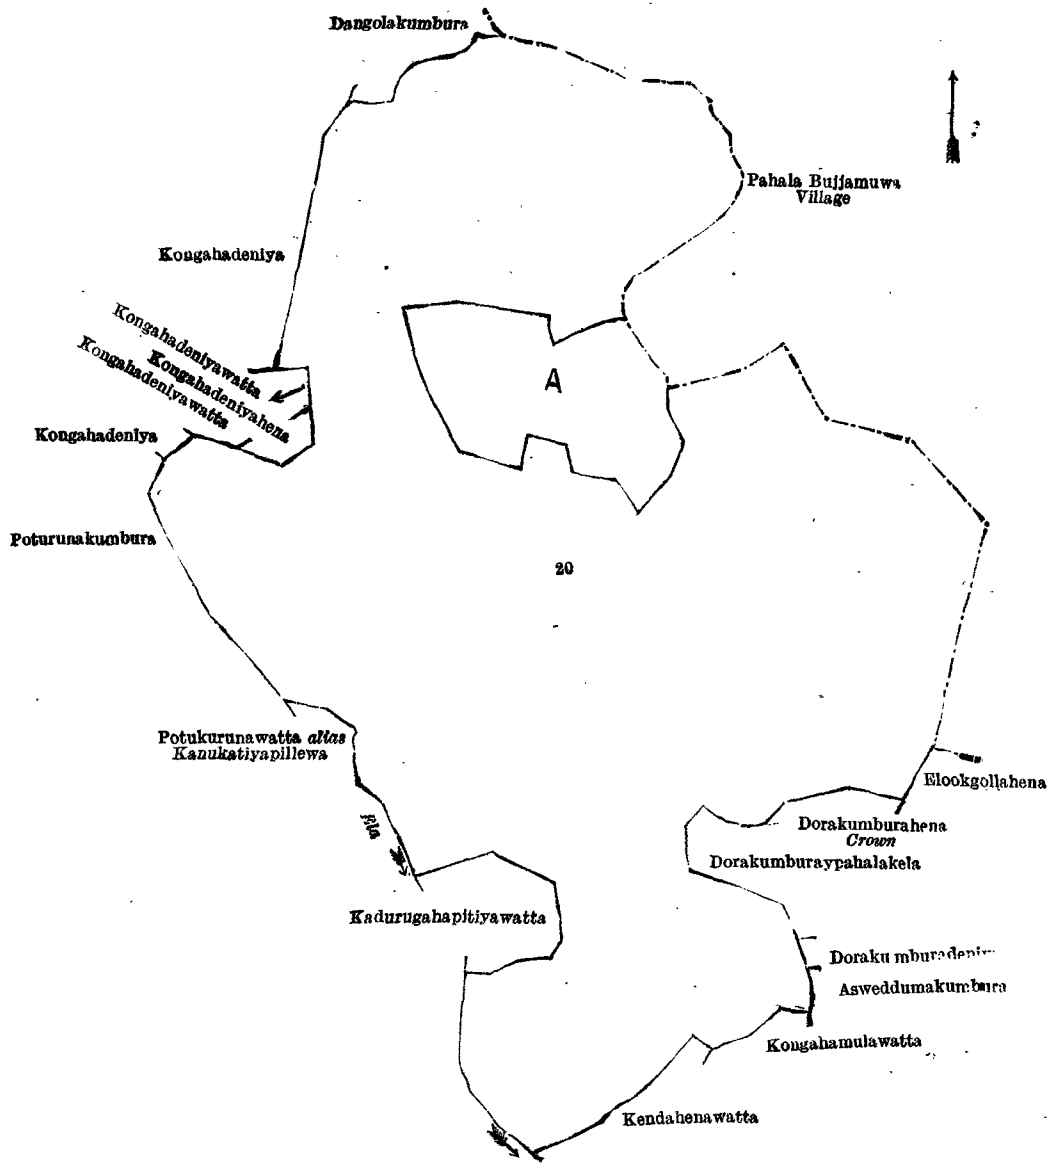 Dangolakumbura
Pahala Bujjamuwa
Village
Kongahadeniya
Kongahadeniyawatta
Kongahadeniyahena
Kongahadeniyawatta
A
Kongahadeniya
Poturunakumbura
20
Potukurunawatta alias
Kanukatiyapillewa
Elookgollahena
Ela
Dorakumburahena
Crown
Dorakumburaypahalakela
Kadurugahapitiyawatta
Asweddumakumbura
Kongahamulawatta
Kendahenawatta